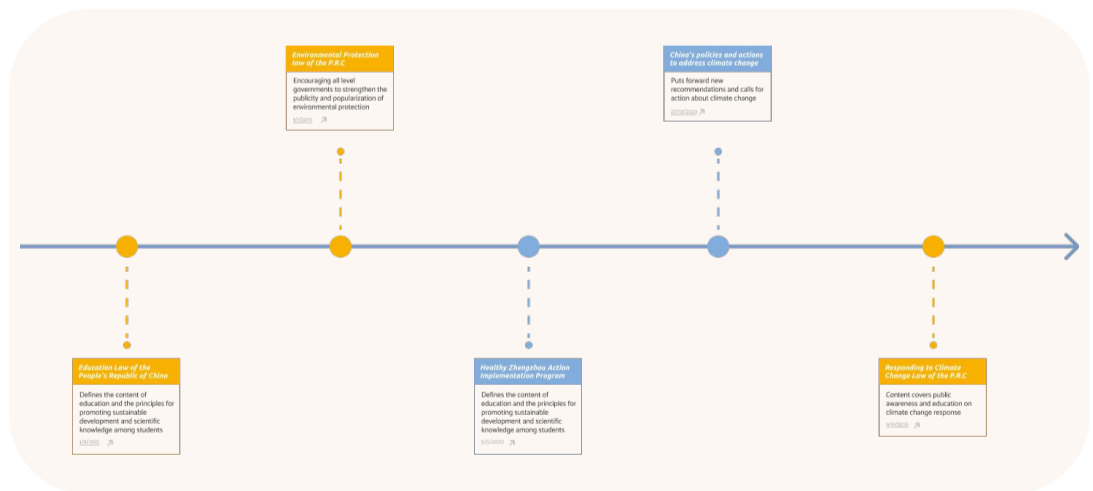 Environmental Protection
law of the P.R.C
Encouraging all level
governments to strengthen the
publicity and popularization of
environmental protection
China's policies and actions
to address climate change
Puts forward new
recommendations and calls for
action about climate change
Education Law of the
People's Republic of China
Defines the content of
education and the principles for
promoting sustainable
development and scientific
knowledge among students
Healthy Zhengzhou Action
Implementation Program
Defines the content of
education and the principles for
promoting sustainable
development and scientific
knowledge among students
5/5/2020
Responding to Climate
Change Law of the P.R.C
Content covers public
awareness and education on
climate change response